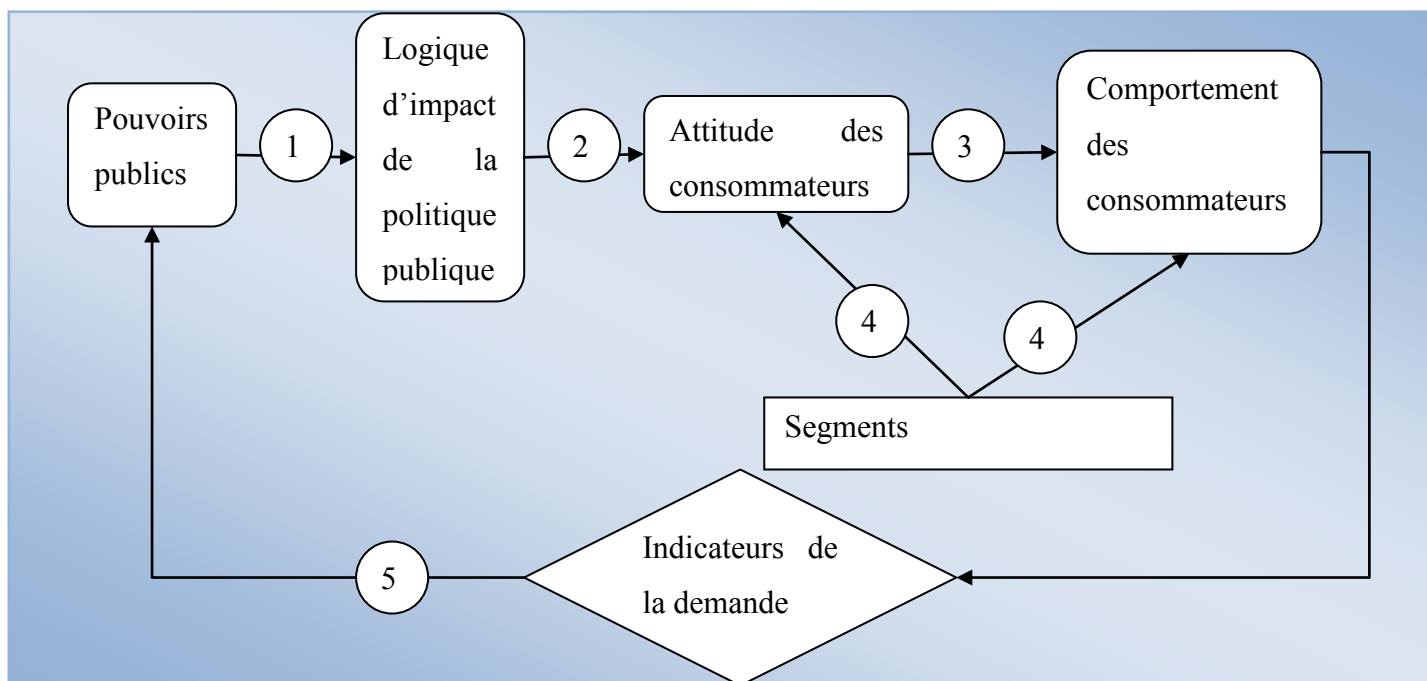 Pouvoirs
publics
1
Logique
d’impact
de la
politique
publique
2
Attitude des
consommateurs
3
Comportement
des
consommateurs
4
4
Segments
Indicateurs de
la demande
5